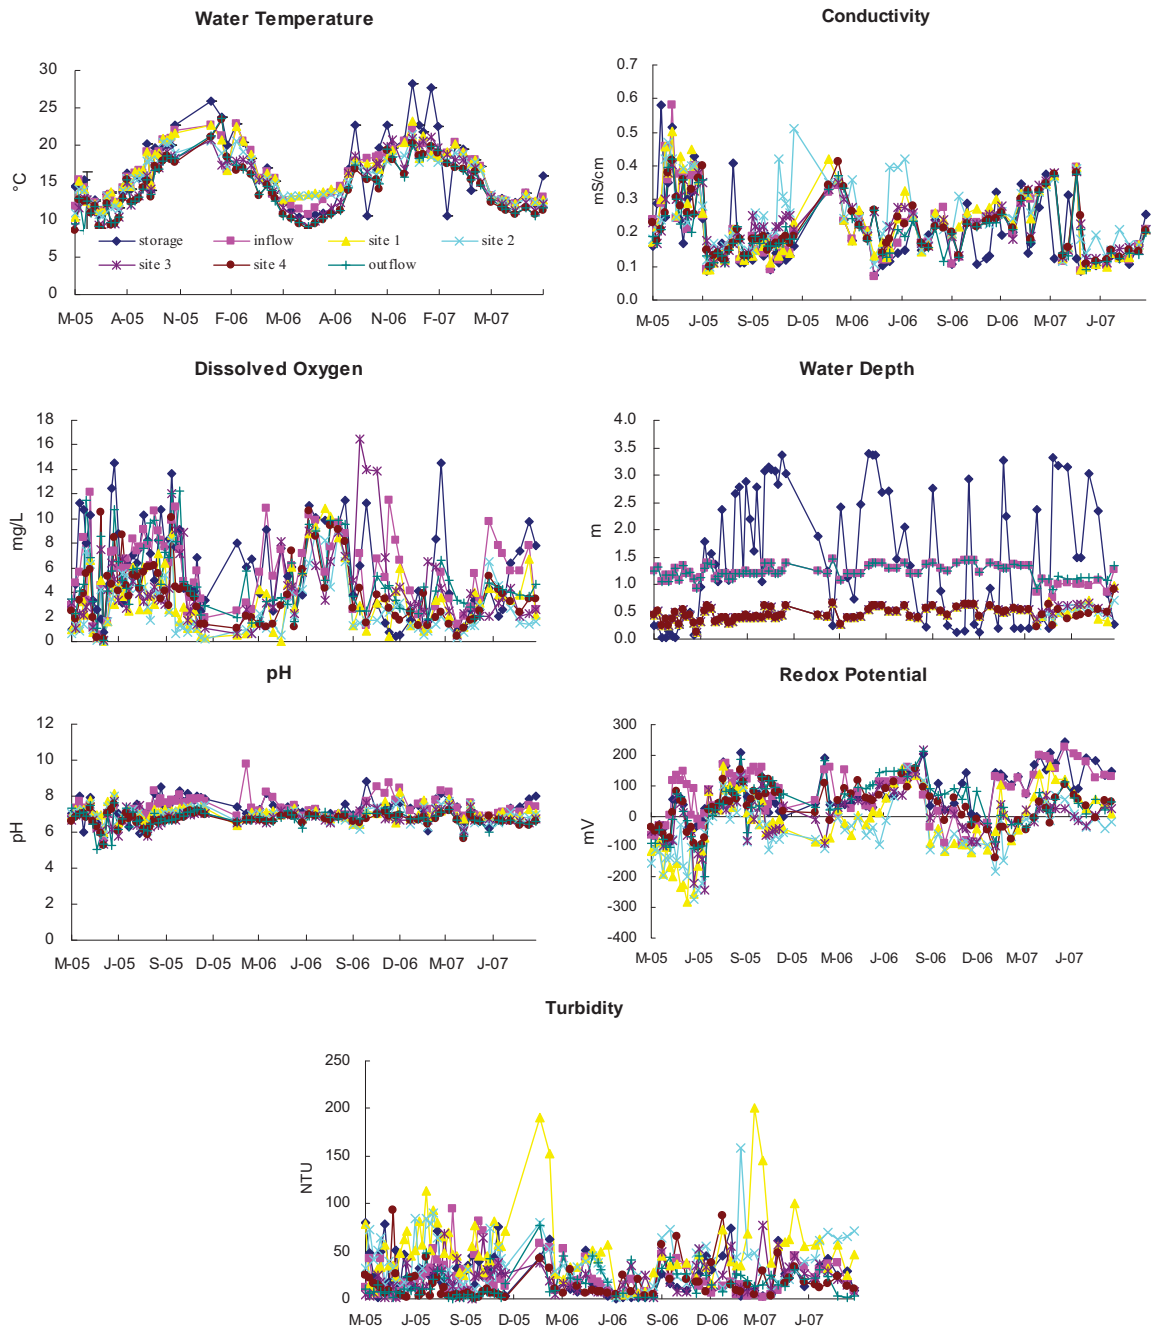 Water Temperature
30
25
20
15
10
5
0
°C
storage inflow site 1 site 2
site 3 site 4 outflow
M-05 A-05 N-05 F-06 M-06 A-06 N-06 F-07 M-07
Conductivity
0.7
0.6
0.5
0.4
0.3
0.2
0.1
0.0
mS/cm
M-05 J-05 S-05 D-05 M-06 J-06 S-06 D-06 M-07 J-07
Dissolved Oxygen
18
16
14
12
10
8
6
4
2
0
mg/L
Water Depth
4.0
3.5
3.0
2.5
2.0
1.5
1.0
0.5
0.0
m
pH
12
10
8
6
4
2
0
pH
M-05 J-05 S-05 D-05 M-06 J-06 S-06 D-06 M-07 J-07
Redox Potential
300
200
100
0
-100
-200
-300
-400
mV
M-05 J-05 S-05 D-05 M-06 J-06 S-06 D-06 M-07 J-07
Turbidity
250
200
150
100
50
0
NTU
M-05 J-05 S-05 D-05 M-06 J-06 S-06 D-06 M-07 J-07